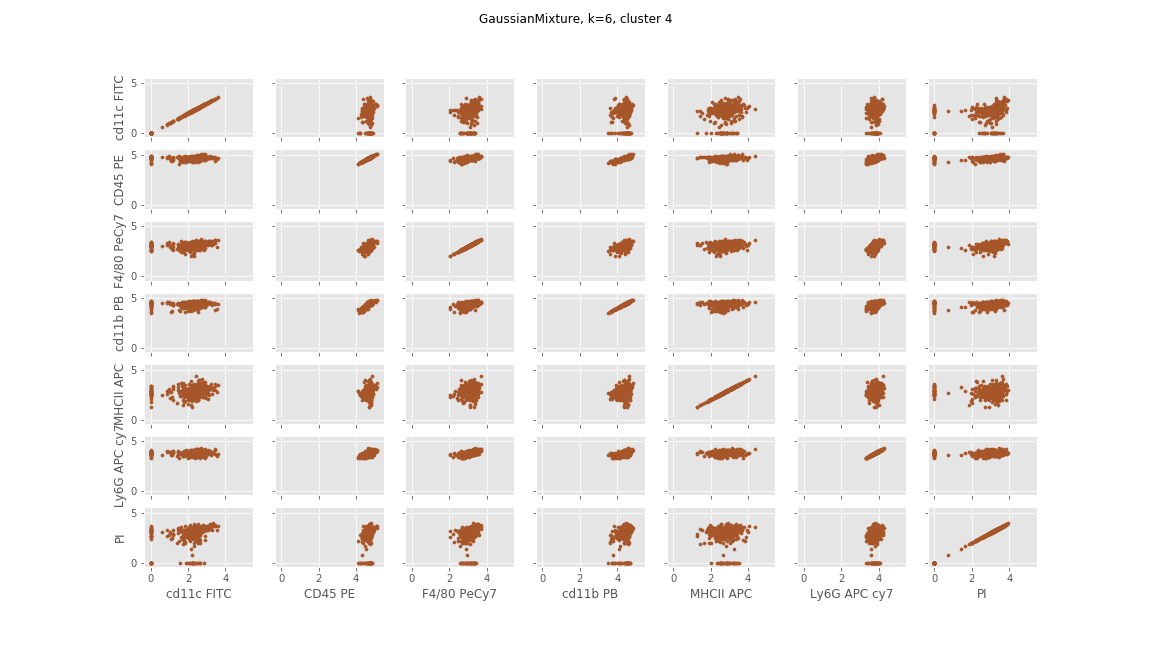 GaussianMixture, k=6, cluster 4
cd11c FITC
5
0
CD45 PE
5
0
F4/80 PeCy7
5
0
cd11b PB
5
0
MHCII APC
5
0
Ly6G APC cy7
5
0
PI
5
0
0 2 4 0 2 4 0 2 4 0 2 4 0 2 4 0 2 4 0 2 4
cd11c FITC CD45 PE F4/80 PeCy7 cd11b PB MHCII APC Ly6G APC cy7 PI